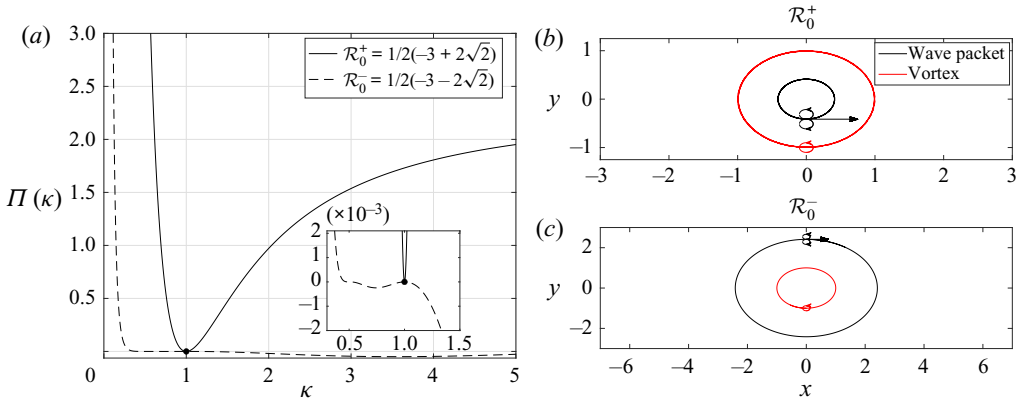 (a)
3.0
2.5
2.0
1.5
1.0
0.5
0
Π (κ)
R₀⁺ = 1/2(–3 + 2√2)
R₀⁻ = 1/2(–3 – 2√2)
(×10⁻³)
2
1
0
–1
–2
0.5 1.0 1.5
1 2 3 4 5
κ
R₀⁺
(b)
Wave packet
Vortex
1
y 0
–1
–3 –2 –1 0 1 2 3
R₀⁻
(c)
2
y 0
–2
–6 –4 –2 0 2 4 6
x